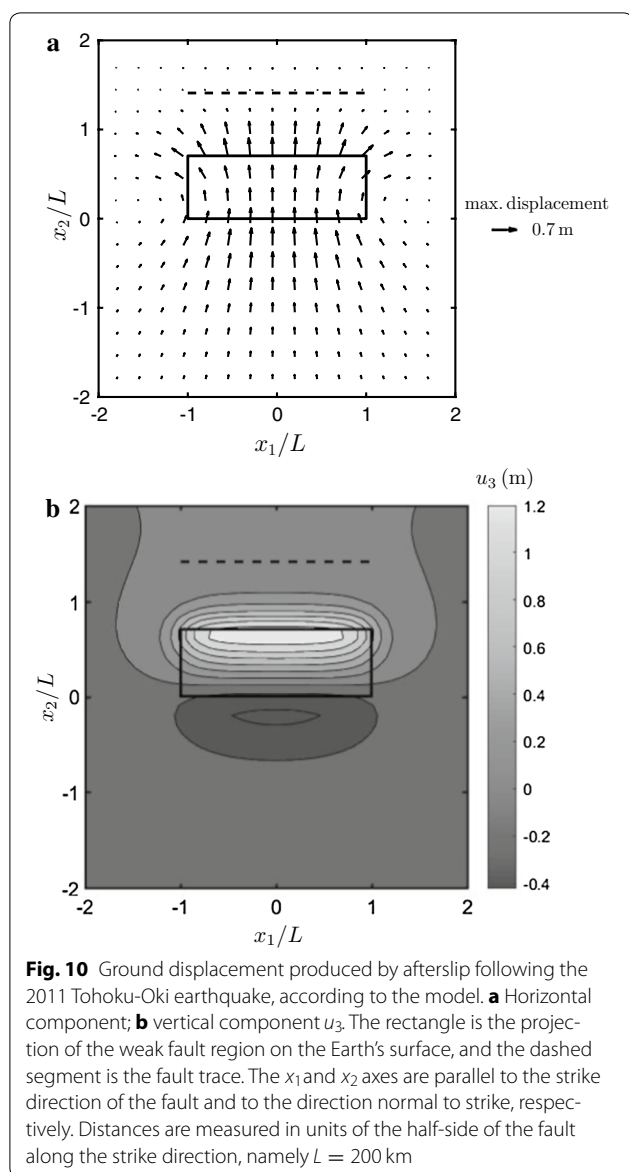 a
2
1
0
-1
-2
x₂/L
-2 -1 0 1 2
x₁/L
max. displacement
0.7 m
b
u₃ (m)
2
1
0
-1
-2
x₂/L
-2 -1 0 1 2
x₁/L
1.2
1
0.8
0.6
0.4
0.2
0
-0.2
-0.4
Fig. 10 Ground displacement produced by afterslip following the
2011 Tohoku-Oki earthquake, according to the model. a Horizontal
component; b vertical component u₃. The rectangle is the projec-
tion of the weak fault region on the Earth’s surface, and the dashed
segment is the fault trace. The x₁ and x₂ axes are parallel to the strike
direction of the fault and to the direction normal to strike, respec-
tively. Distances are measured in units of the half-side of the fault
along the strike direction, namely L = 200 km